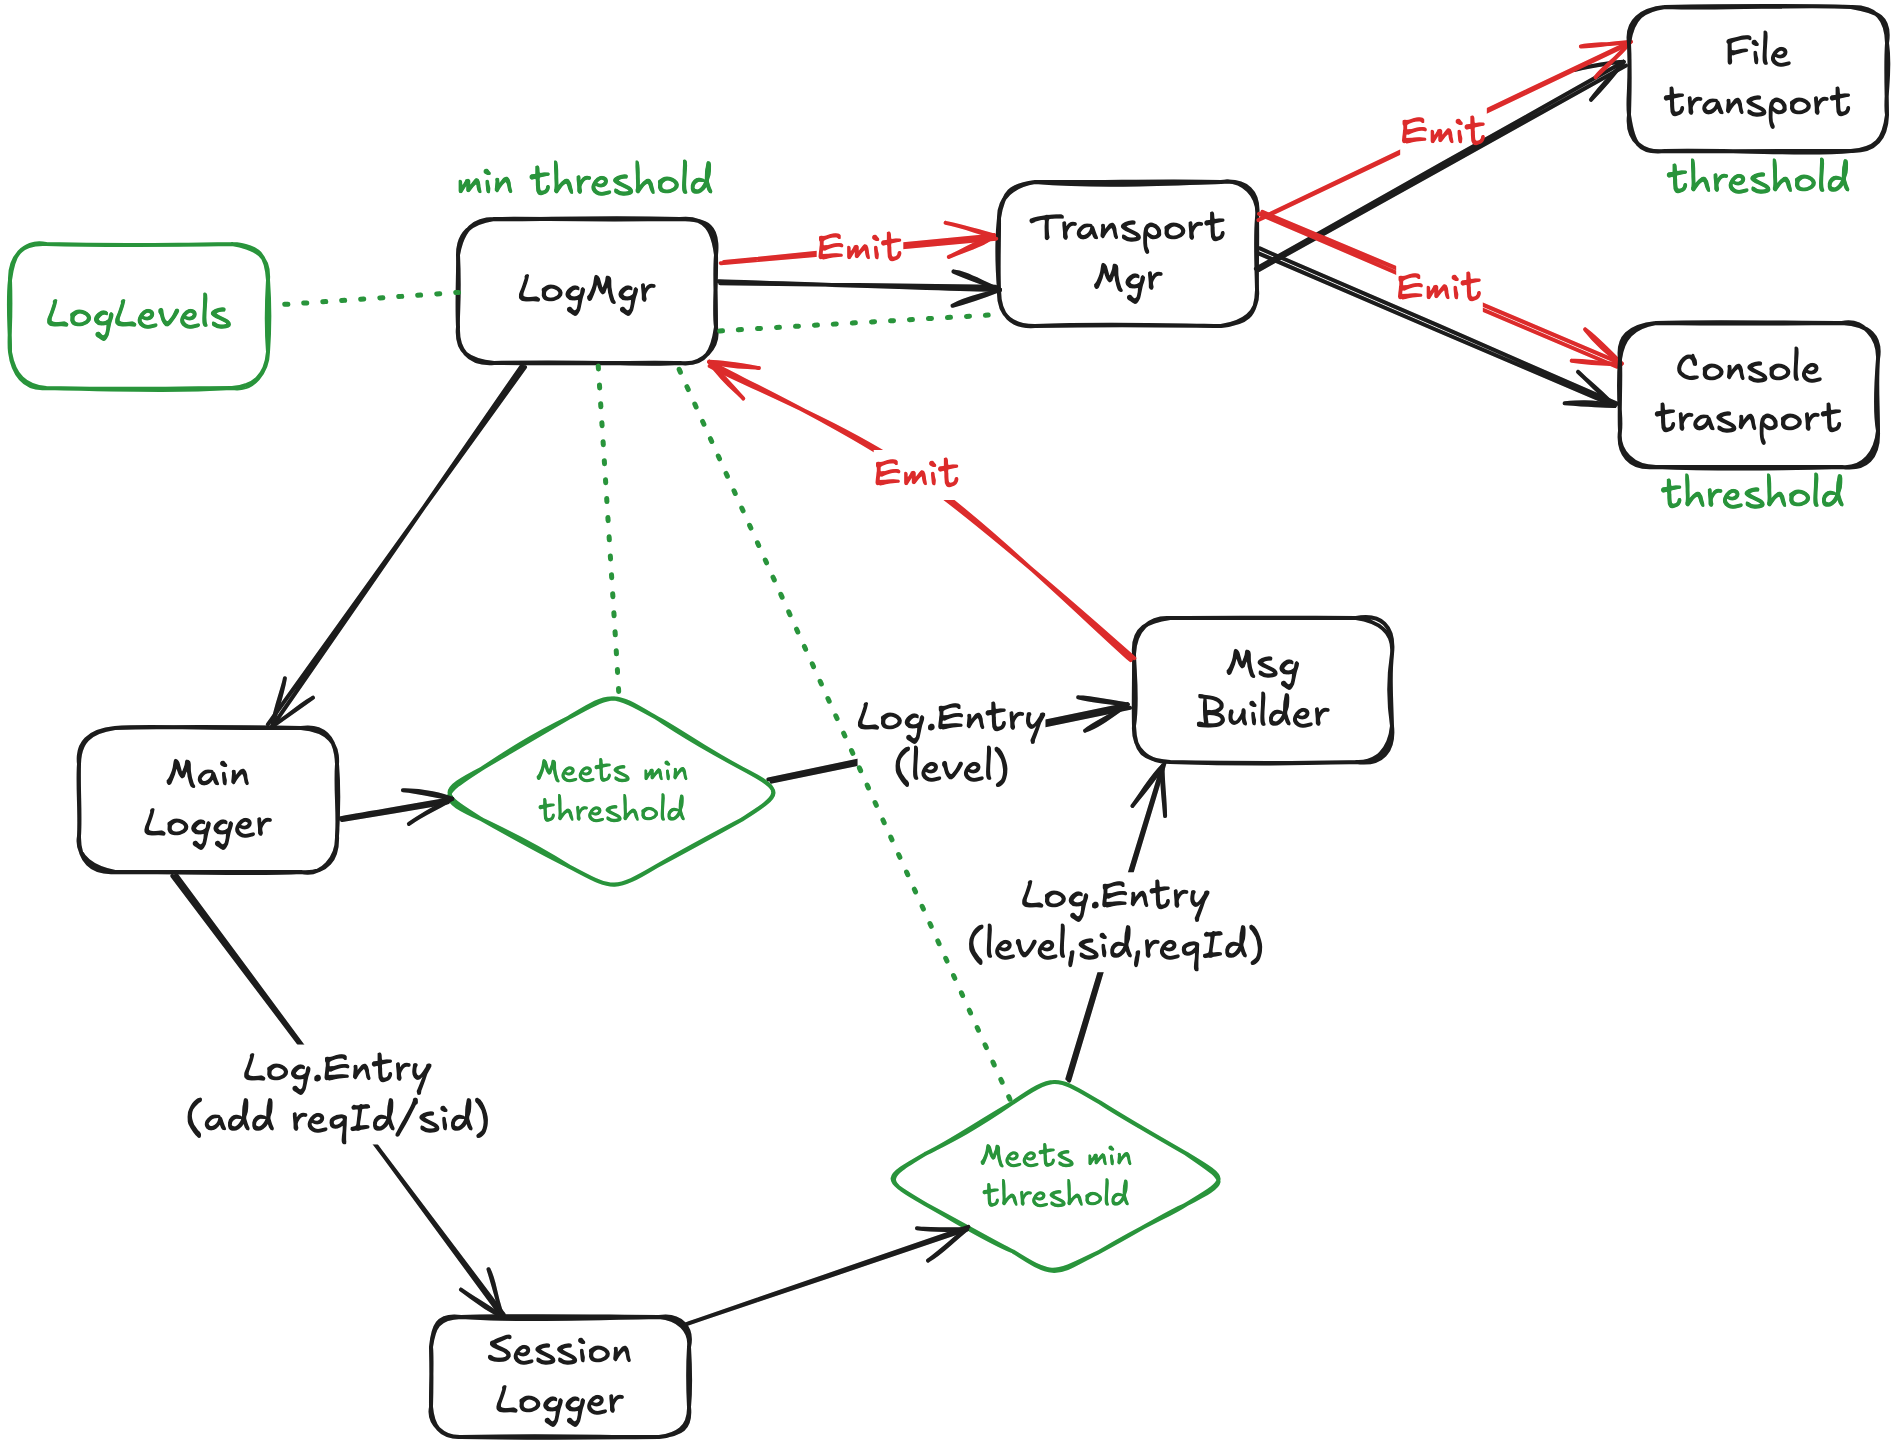 File
transport
threshold
Emit
min threshold
Transport
Mgr
Emit
LogMgr
LogLevels
Emit
Console
trasnport
threshold
Emit
Msg
Builder
Log.Entry
(level)
Main
Logger
Meets min
threshold
Log.Entry
(level,sid,reqId)
Log.Entry
(add reqId/sid)
Meets min
threshold
Session
Logger